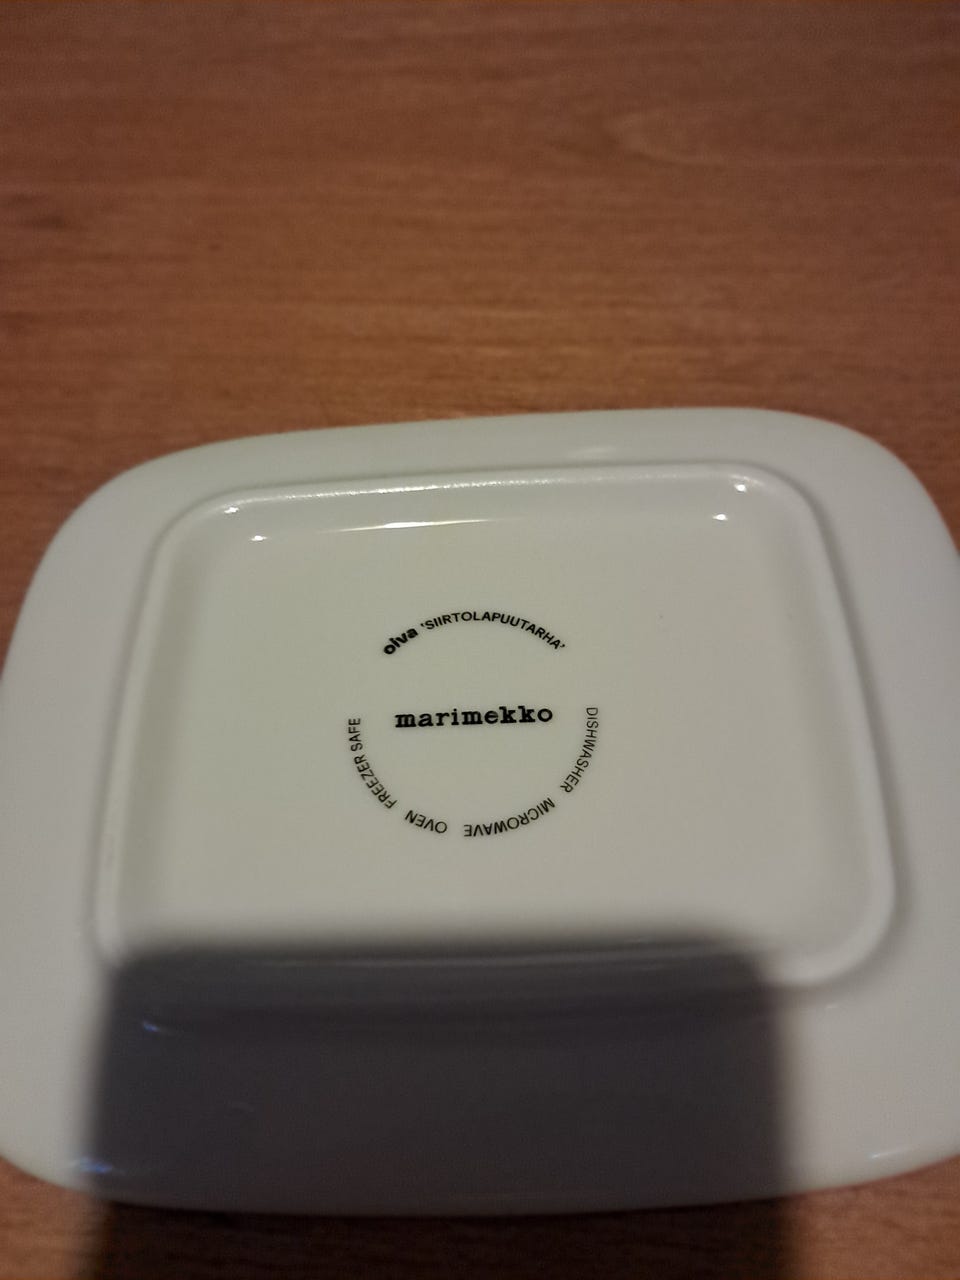 oiva 'SIIRTOLAPUUTARHA'
marimekko
DISHWASHER MICROWAVE OVEN FREEZER SAFE